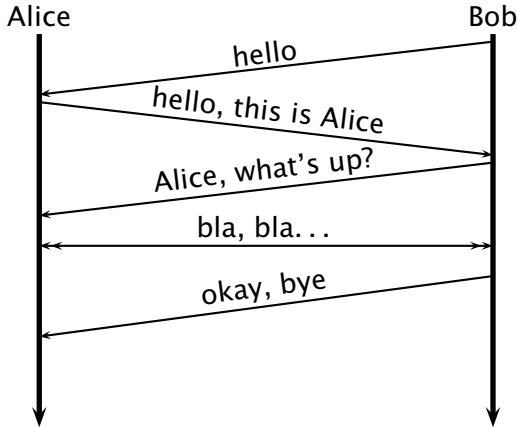 Alice
Bob
hello
hello, this is Alice
Alice, what's up?
bla, bla...
okay, bye